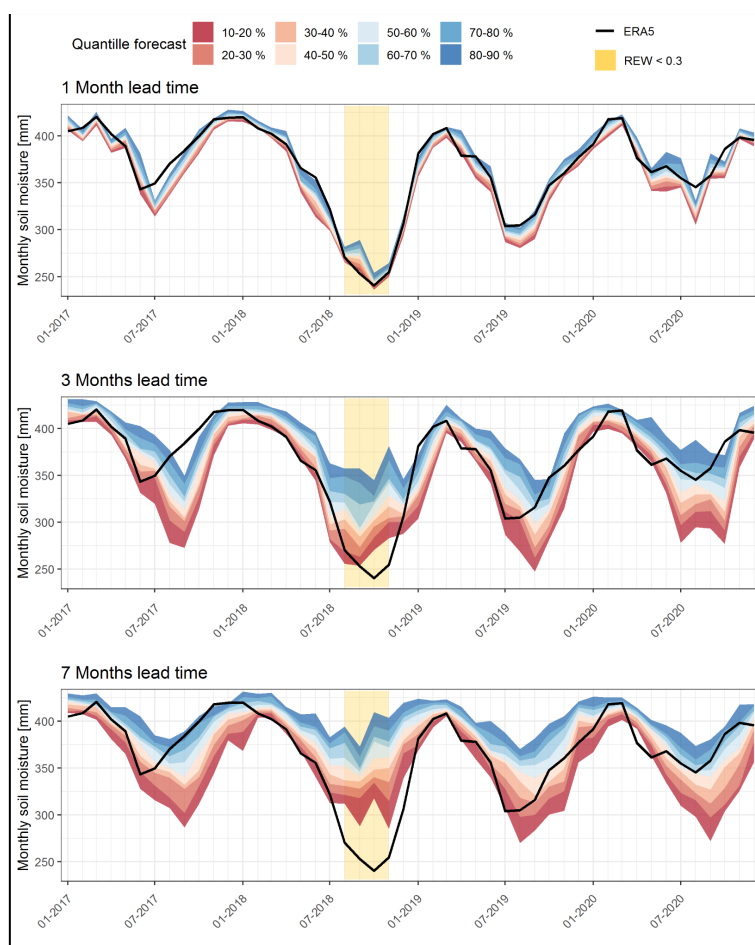 Quantille forecast
10-20 % 30-40 % 50-60 % 70-80 % ERA5
20-30 % 40-50 % 60-70 % 80-90 % REW < 0.3
1 Month lead time
Monthly soil moisture [mm]
400
350
300
250
01-2017 07-2017 01-2018 07-2018 01-2019 07-2019 01-2020 07-2020
3 Months lead time
Monthly soil moisture [mm]
400
350
300
250
01-2017 07-2017 01-2018 07-2018 01-2019 07-2019 01-2020 07-2020
7 Months lead time
Monthly soil moisture [mm]
400
350
300
250
01-2017 07-2017 01-2018 07-2018 01-2019 07-2019 01-2020 07-2020